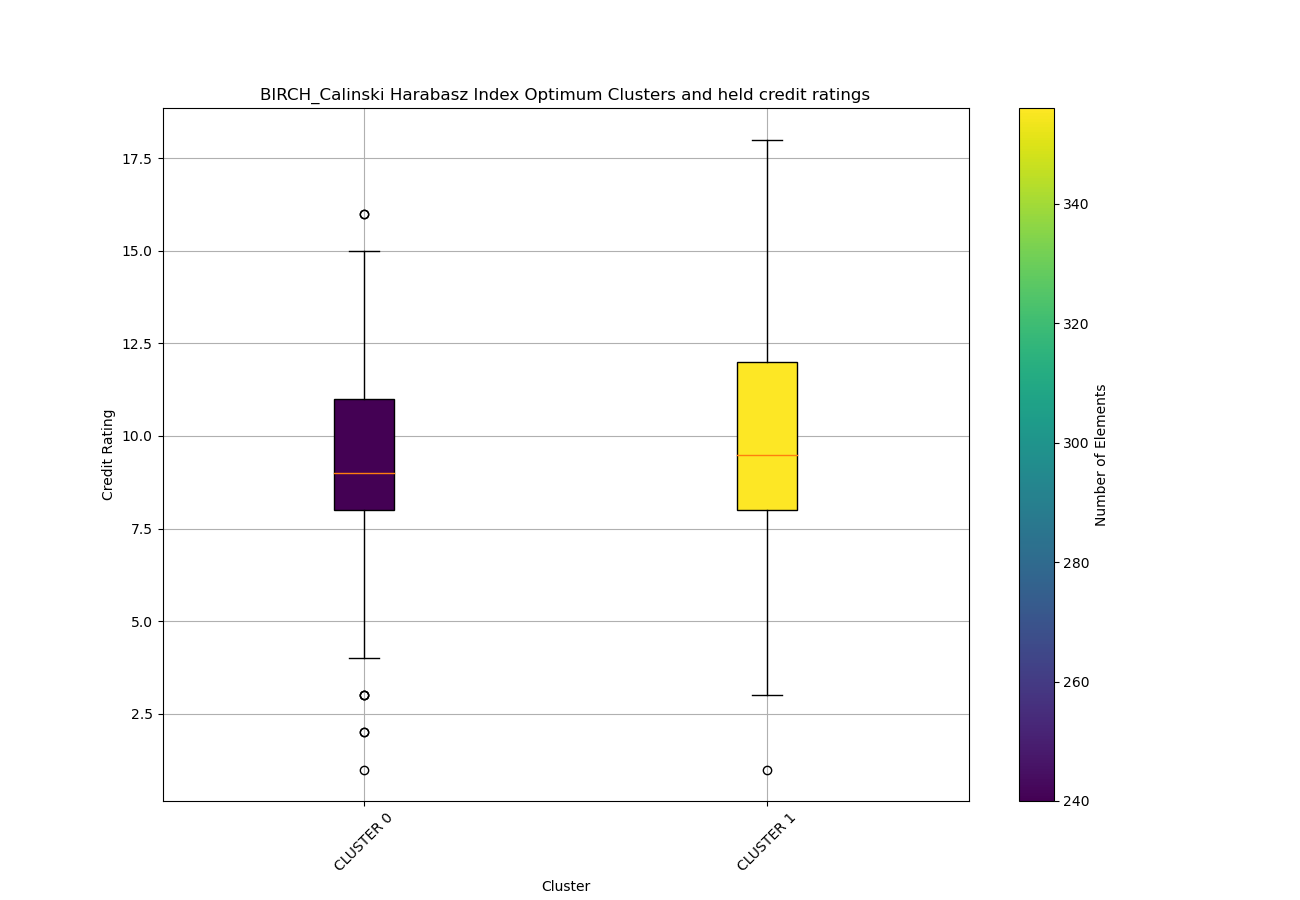 BIRCH_Calinski Harabasz Index Optimum Clusters and held credit ratings
17.5
15.0
12.5
10.0
7.5
5.0
2.5
Credit Rating
CLUSTER 0
CLUSTER 1
Cluster
340
320
300
280
260
240
Number of Elements